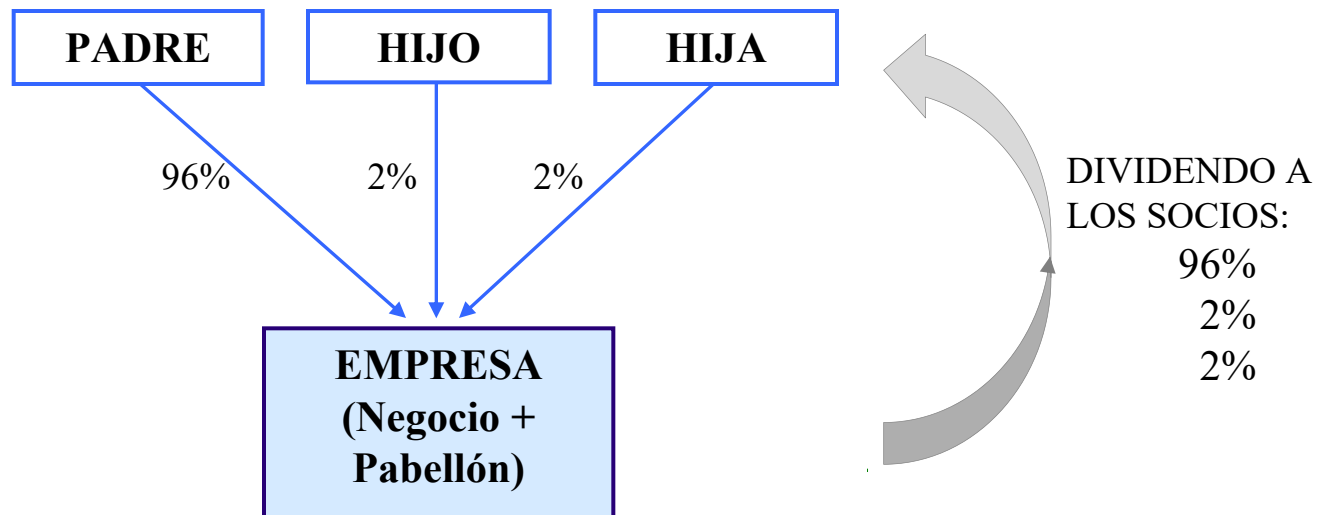 PADRE
HIJO
HIJA
96%
2%
2%
DIVIDENDO A
LOS SOCIOS:
96%
2%
2%
EMPRESA
(Negocio +
Pabellón)